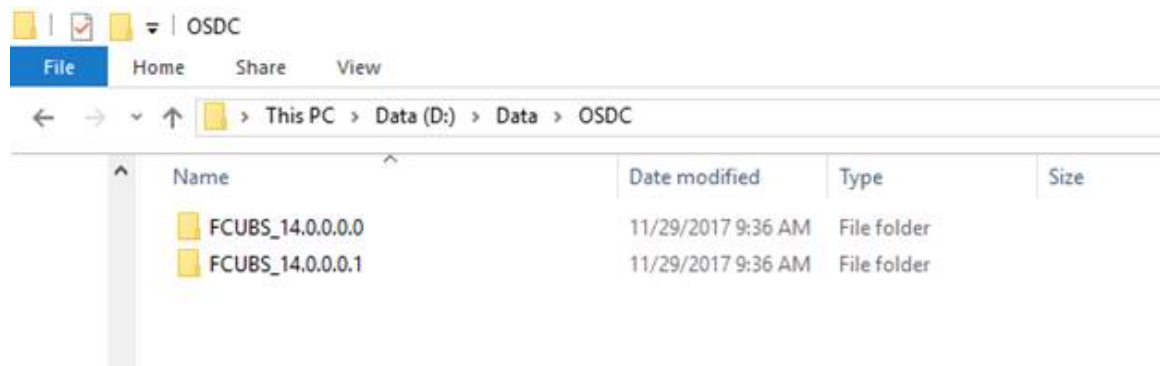 OSDC
File Home Share View
This PC > Data (D:) > Data > OSDC
Name Date modified Type Size
FCUBS_14.0.0.0.0 11/29/2017 9:36 AM File folder
FCUBS_14.0.0.0.1 11/29/2017 9:36 AM File folder